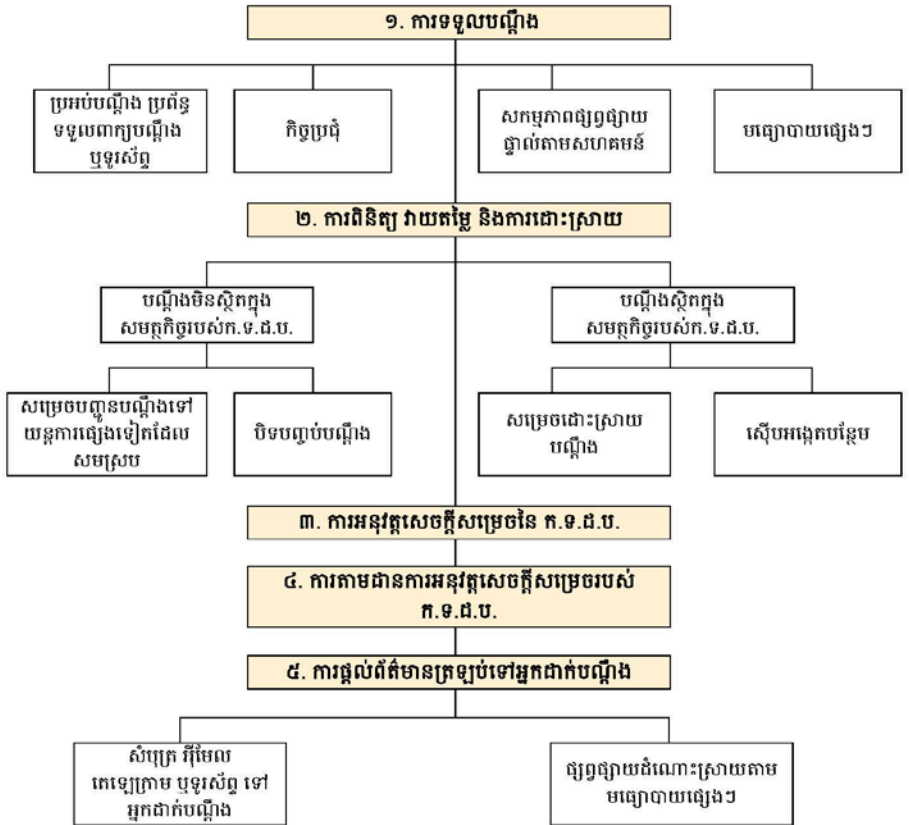 ១. ការទទួលបណ្តឹង
ប្រអប់បណ្តឹង ប្រព័ន្ធ
ទទួលពាក្យបណ្តឹង
ឬទូរស័ព្ទ
កិច្ចប្រជុំ
សកម្មភាពផ្សព្វផ្សាយ
ផ្ទាល់តាមសហគមន៍
មធ្យោបាយផ្សេងៗ
២. ការពិនិត្យ វាយតម្លៃ និងការដោះស្រាយ
បណ្តឹងមិនស្ថិតក្នុង
សមត្ថកិច្ចរបស់ក.ទ.ដ.ប.
បណ្តឹងស្ថិតក្នុង
សមត្ថកិច្ចរបស់ក.ទ.ដ.ប.
សម្រេចបញ្ជូនបណ្តឹងទៅ
យន្តការផ្សេងទៀតដែល
សមស្រប
បិទបញ្ចប់បណ្តឹង
សម្រេចដោះស្រាយ
បណ្តឹង
ស៊ើបអង្កេតបន្ថែម
៣. ការអនុវត្តសេចក្តីសម្រេចនៃ ក.ទ.ដ.ប.
៤. ការតាមដានការអនុវត្តសេចក្តីសម្រេចរបស់
ក.ទ.ដ.ប.
៥. ការផ្តល់ព័ត៌មានត្រឡប់ទៅអ្នកដាក់បណ្តឹង
សំបុត្រ អ៊ីមែល
តេឡេក្រាម ឬទូរស័ព្ទ ទៅ
អ្នកដាក់បណ្តឹង
ផ្សព្វផ្សាយដំណោះស្រាយតាម
មធ្យោបាយផ្សេងៗ